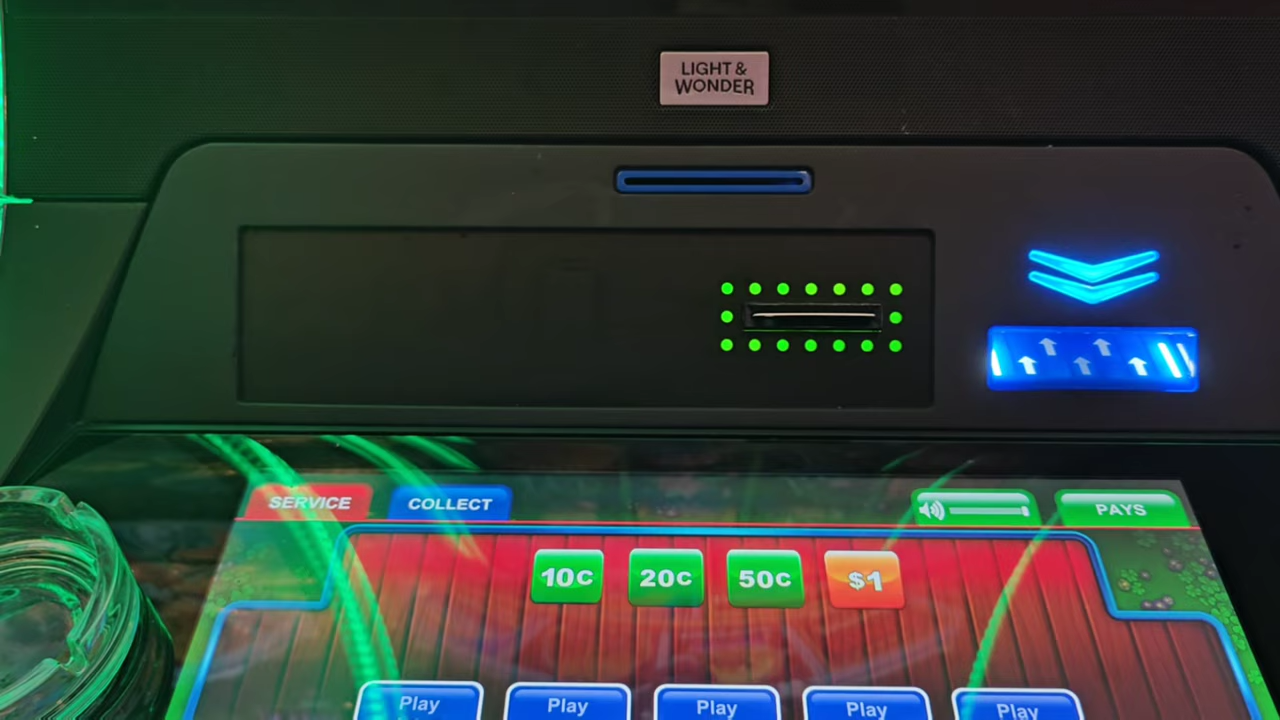 LIGHT &
WONDER
SERVICE
COLLECT
PAYS
10C
20C
50C
$1
Play
Play
Play
Play
Play